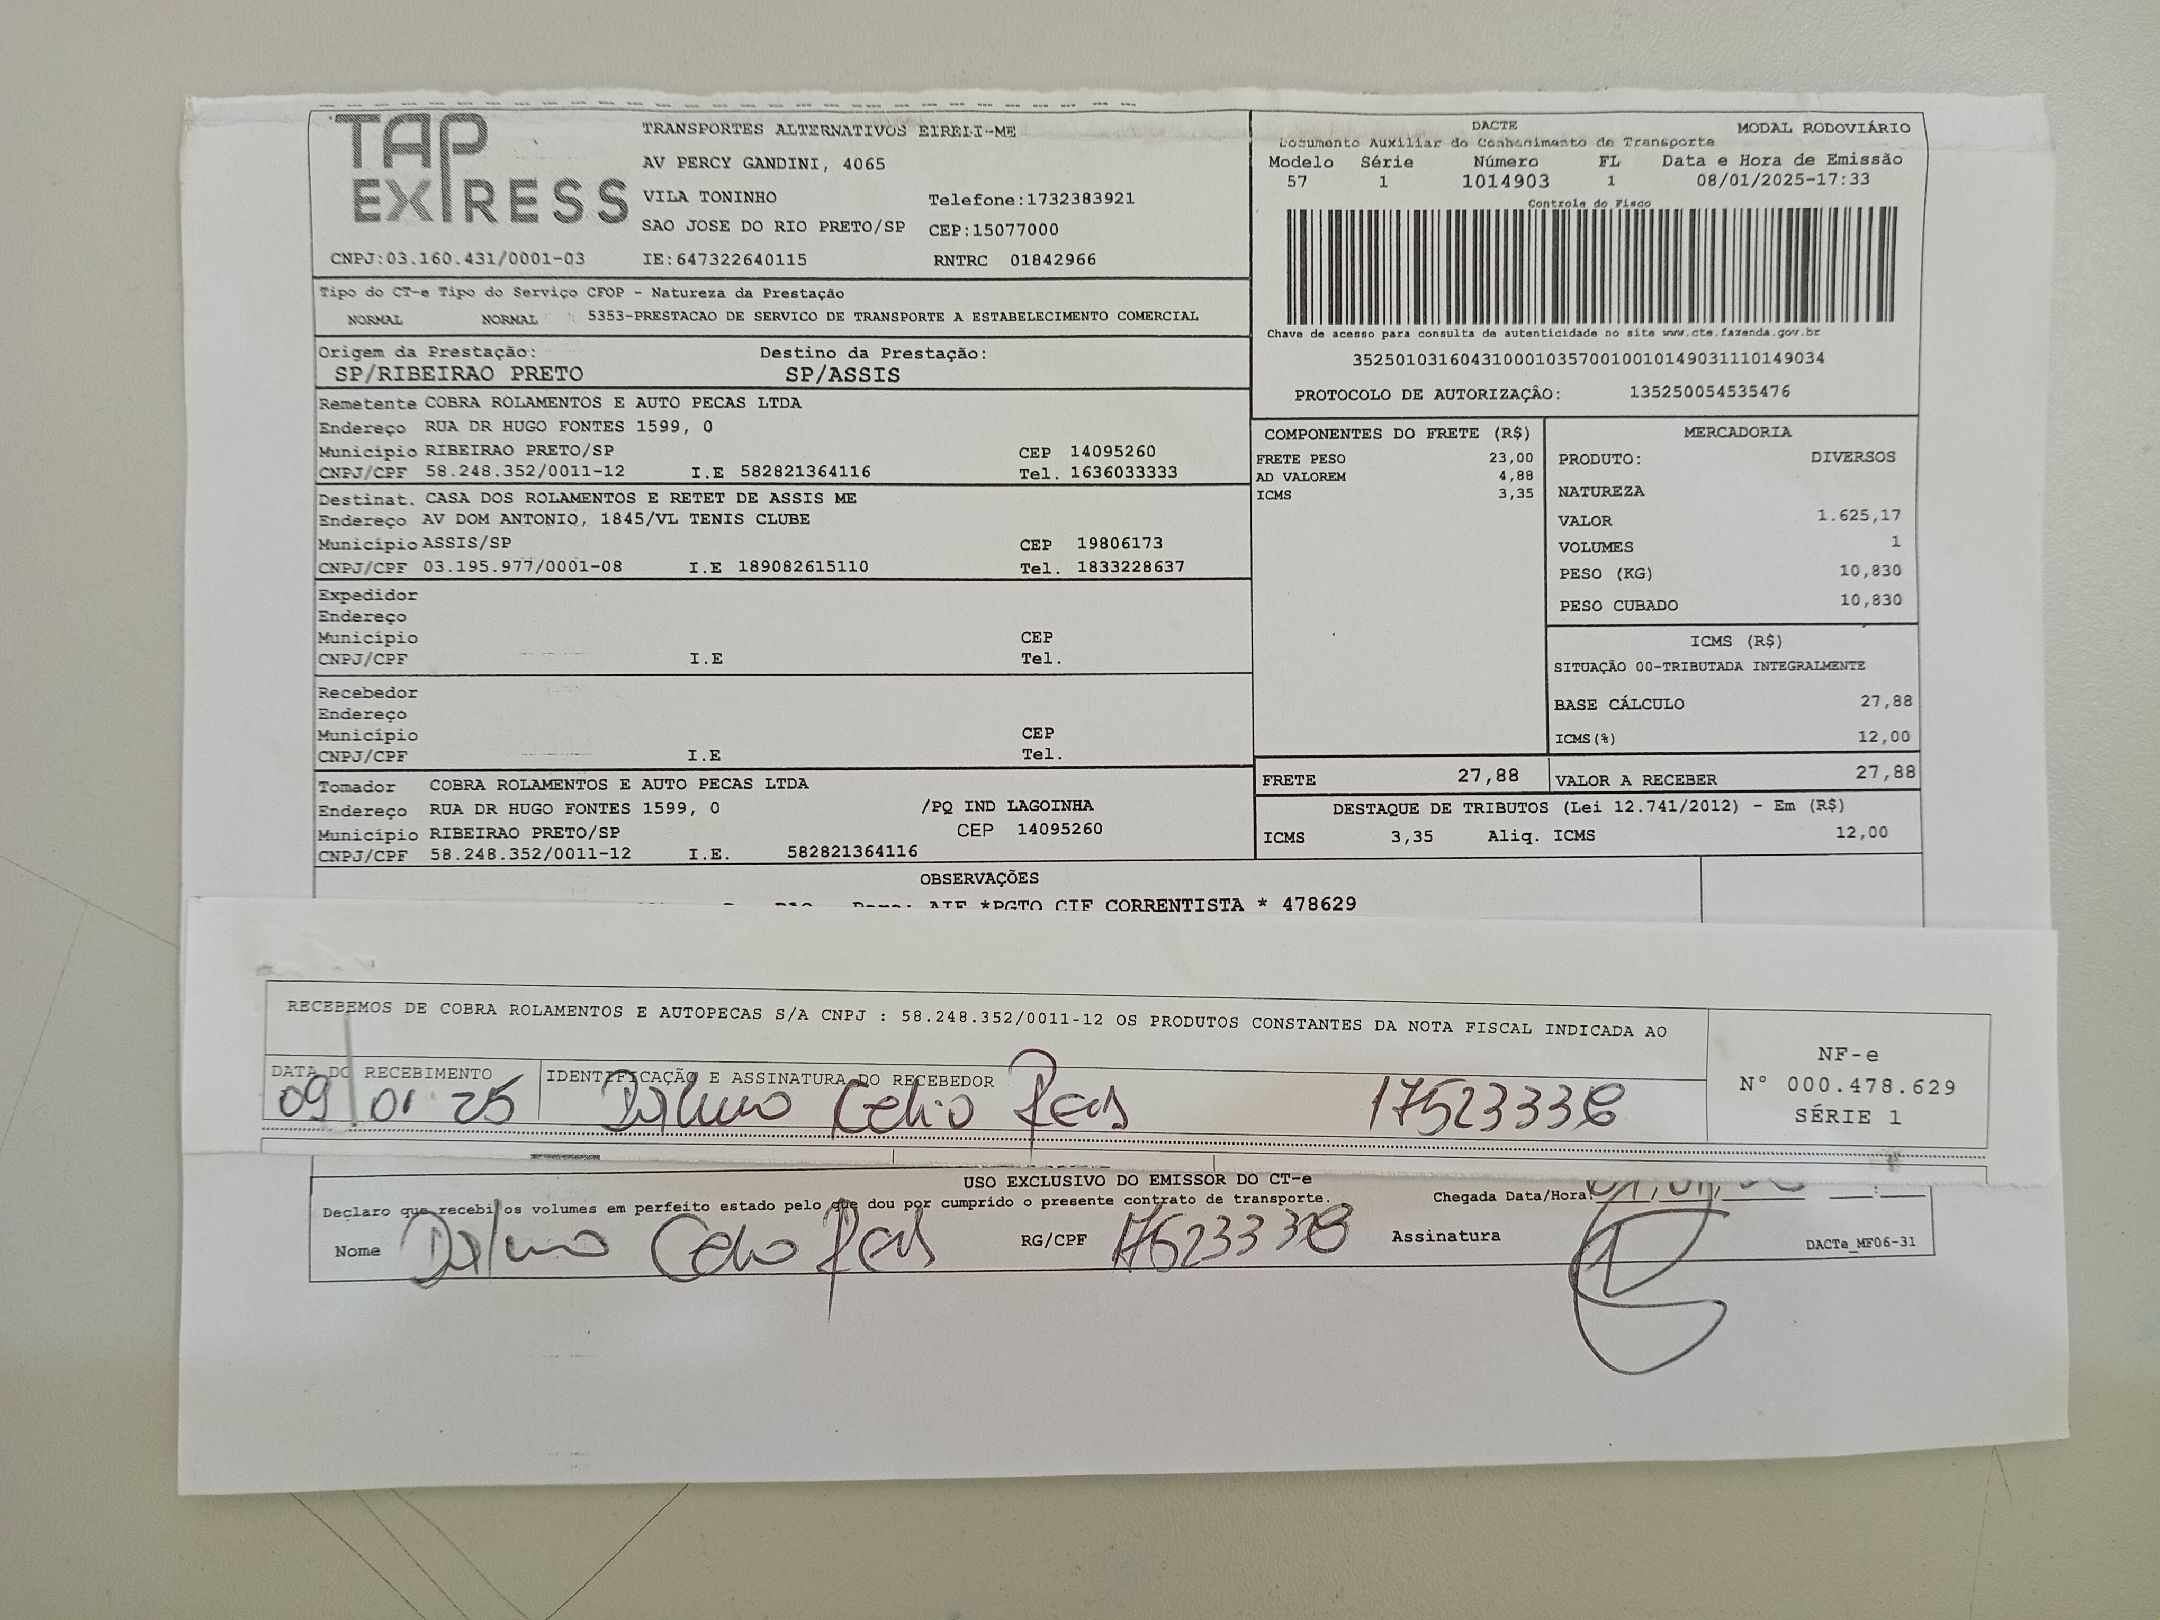 TAP
EXPRESS
TRANSPORTES ALTERNATIVOS EIRELI-ME
AV PERCY GANDINI, 4065
VILA TONINHO Telefone:1732383921
SAO JOSE DO RIO PRETO/SP CEP:15077000
CNPJ:03.160.431/0001-03 IE:647322640115 RNTRC 01842966
DACTE MODAL RODOVIÁRIO
Documento Auxiliar do Conhecimento de Transporte
Modelo Série Número FL Data e Hora de Emissão
57 1 1014903 1 08/01/2025-17:33
Controle do Fisco
Chave de acesso para consulta de autenticidade no site www.cte.fazenda.gov.br
35250103160431000103570010010149031110149034
PROTOCOLO DE AUTORIZAÇÃO: 135250054535476
Tipo do CT-e Tipo do Serviço CFOP - Natureza da Prestação
NORMAL NORMAL 5353-PRESTACAO DE SERVICO DE TRANSPORTE A ESTABELECIMENTO COMERCIAL
Origem da Prestação: Destino da Prestação:
SP/RIBEIRAO PRETO SP/ASSIS
Remetente COBRA ROLAMENTOS E AUTO PECAS LTDA
Endereço RUA DR HUGO FONTES 1599, 0
Município RIBEIRAO PRETO/SP CEP 14095260
CNPJ/CPF 58.248.352/0011-12 I.E 582821364116 Tel. 1636033333
Destinat. CASA DOS ROLAMENTOS E RETET DE ASSIS ME
Endereço AV DOM ANTONIO, 1845/VL TENIS CLUBE
Município ASSIS/SP CEP 19806173
CNPJ/CPF 03.195.977/0001-08 I.E 189082615110 Tel. 1833228637
Expedidor
Endereço
Município CEP
CNPJ/CPF I.E Tel.
Recebedor
Endereço
Município CEP
CNPJ/CPF I.E Tel.
Tomador COBRA ROLAMENTOS E AUTO PECAS LTDA
Endereço RUA DR HUGO FONTES 1599, 0 /PQ IND LAGOINHA
Município RIBEIRAO PRETO/SP CEP 14095260
CNPJ/CPF 58.248.352/0011-12 I.E. 582821364116
COMPONENTES DO FRETE (R$)
FRETE PESO 23,00
AD VALOREM 4,88
ICMS 3,35
MERCADORIA
PRODUTO: DIVERSOS
NATUREZA
VALOR 1.625,17
VOLUMES 1
PESO (KG) 10,830
PESO CUBADO 10,830
ICMS (R$)
SITUAÇÃO 00-TRIBUTADA INTEGRALMENTE
BASE CÁLCULO 27,88
ICMS(%) 12,00
FRETE 27,88 VALOR A RECEBER 27,88
DESTAQUE DE TRIBUTOS (Lei 12.741/2012) - Em (R$)
ICMS 3,35 Aliq. ICMS 12,00
OBSERVAÇÕES
*PGTO CIF CORRENTISTA * 478629
RECEBEMOS DE COBRA ROLAMENTOS E AUTOPECAS S/A CNPJ : 58.248.352/0011-12 OS PRODUTOS CONSTANTES DA NOTA FISCAL INDICADA AO
DATA DO RECEBIMENTO IDENTIFICAÇÃO E ASSINATURA DO RECEBEDOR
09/01 25 Dalmo Celio Reis 17523338
NF-e
N° 000.478.629
SÉRIE 1
USO EXCLUSIVO DO EMISSOR DO CT-e
Declaro que recebi os volumes em perfeito estado pelo que dou por cumprido o presente contrato de transporte. Chegada Data/Hora
Nome Dalmo Celio Reis RG/CPF 17523338 Assinatura DACTe_MF06-31